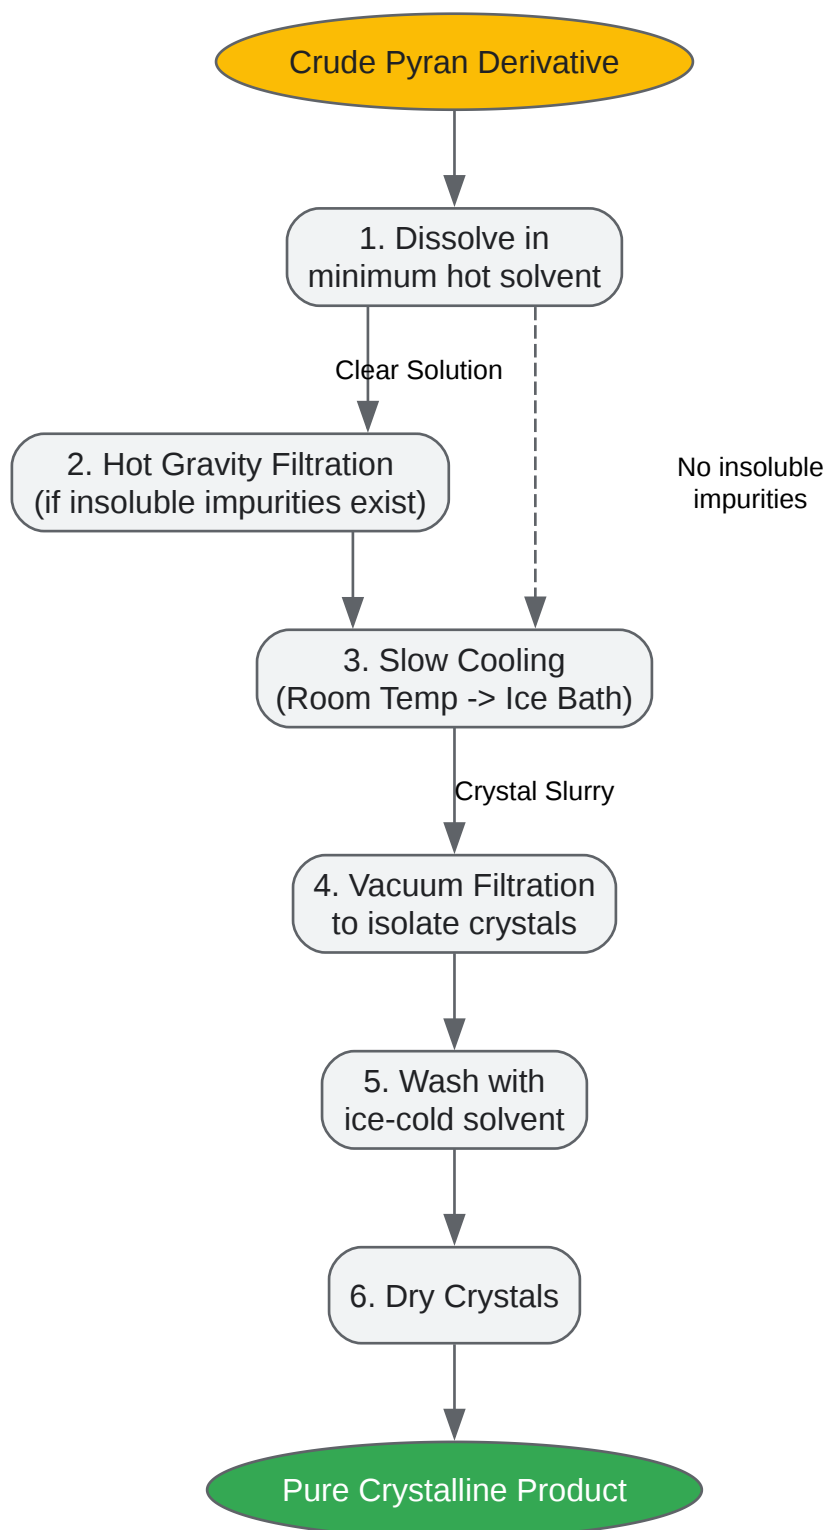 Crude Pyran Derivative
1. Dissolve in
minimum hot solvent
Clear Solution
2. Hot Gravity Filtration
(if insoluble impurities exist)
No insoluble
impurities
3. Slow Cooling
(Room Temp -> Ice Bath)
Crystal Slurry
4. Vacuum Filtration
to isolate crystals
5. Wash with
ice-cold solvent
6. Dry Crystals
Pure Crystalline Product